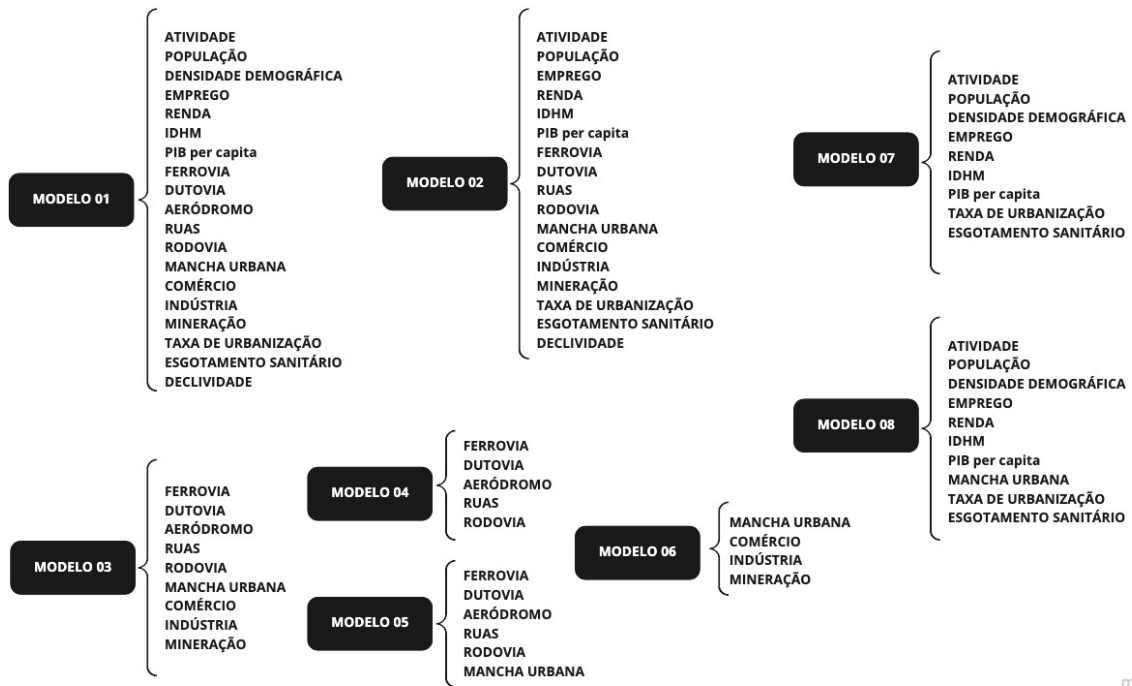 MODELO 01
ATIVIDADE
POPULAÇÃO
DENSIDADE DEMOGRÁFICA
EMPREGO
RENDA
IDHM
PIB per capita
FERROVIA
DUTOVIA
AERÓDROMO
RUAS
RODOVIA
MANCHA URBANA
COMÉRCIO
INDÚSTRIA
MINERAÇÃO
TAXA DE URBANIZAÇÃO
ESGOTAMENTO SANITÁRIO
DECLIVIDADE
MODELO 02
ATIVIDADE
POPULAÇÃO
EMPREGO
RENDA
IDHM
PIB per capita
FERROVIA
DUTOVIA
RUAS
RODOVIA
MANCHA URBANA
COMÉRCIO
INDÚSTRIA
MINERAÇÃO
TAXA DE URBANIZAÇÃO
ESGOTAMENTO SANITÁRIO
DECLIVIDADE
MODELO 07
ATIVIDADE
POPULAÇÃO
DENSIDADE DEMOGRÁFICA
EMPREGO
RENDA
IDHM
PIB per capita
TAXA DE URBANIZAÇÃO
ESGOTAMENTO SANITÁRIO
MODELO 08
ATIVIDADE
POPULAÇÃO
DENSIDADE DEMOGRÁFICA
EMPREGO
RENDA
IDHM
PIB per capita
MANCHA URBANA
TAXA DE URBANIZAÇÃO
ESGOTAMENTO SANITÁRIO
MODELO 03
FERROVIA
DUTOVIA
AERÓDROMO
RUAS
RODOVIA
MANCHA URBANA
COMÉRCIO
INDÚSTRIA
MINERAÇÃO
MODELO 04
FERROVIA
DUTOVIA
AERÓDROMO
RUAS
RODOVIA
MODELO 05
FERROVIA
DUTOVIA
AERÓDROMO
RUAS
RODOVIA
MANCHA URBANA
MODELO 06
MANCHA URBANA
COMÉRCIO
INDÚSTRIA
MINERAÇÃO